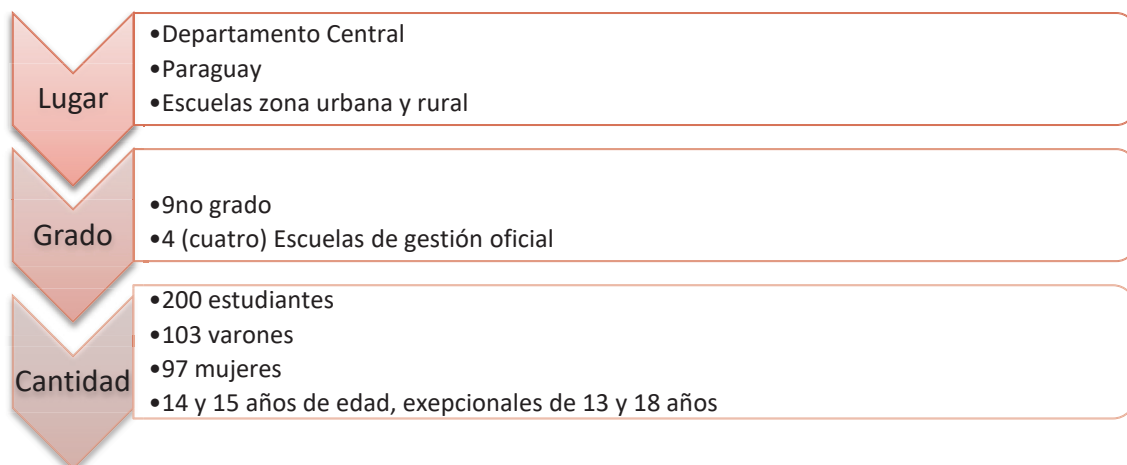 Lugar
•Departamento Central
•Paraguay
•Escuelas zona urbana y rural
Grado
•9no grado
•4 (cuatro) Escuelas de gestión oficial
Cantidad
•200 estudiantes
•103 varones
•97 mujeres
•14 y 15 años de edad, exepcionales de 13 y 18 años